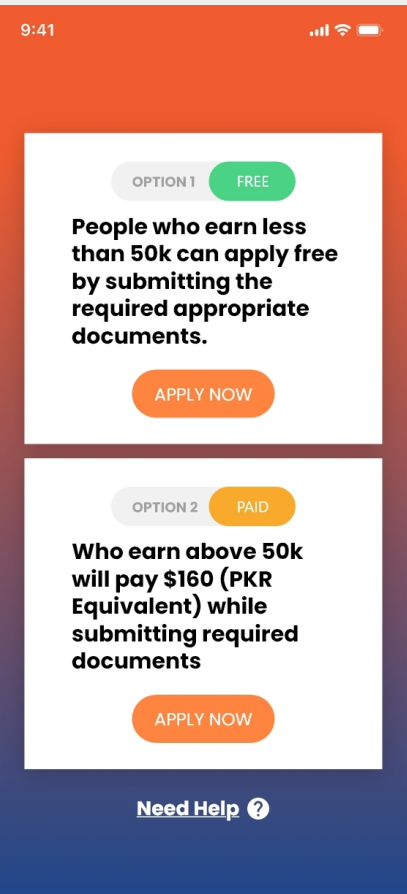 9:41
OPTION 1 FREE
People who earn less
than 50k can apply free
by submitting the
required appropriate
documents.
APPLY NOW
OPTION 2 PAID
Who earn above 50k
will pay $160 (PKR
Equivalent) while
submitting required
documents
APPLY NOW
Need Help ?